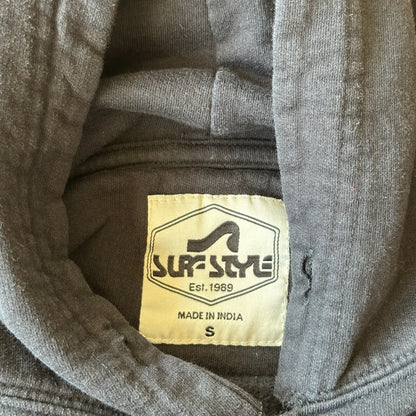 SURF STYLE
Est. 1989
MADE IN INDIA
S